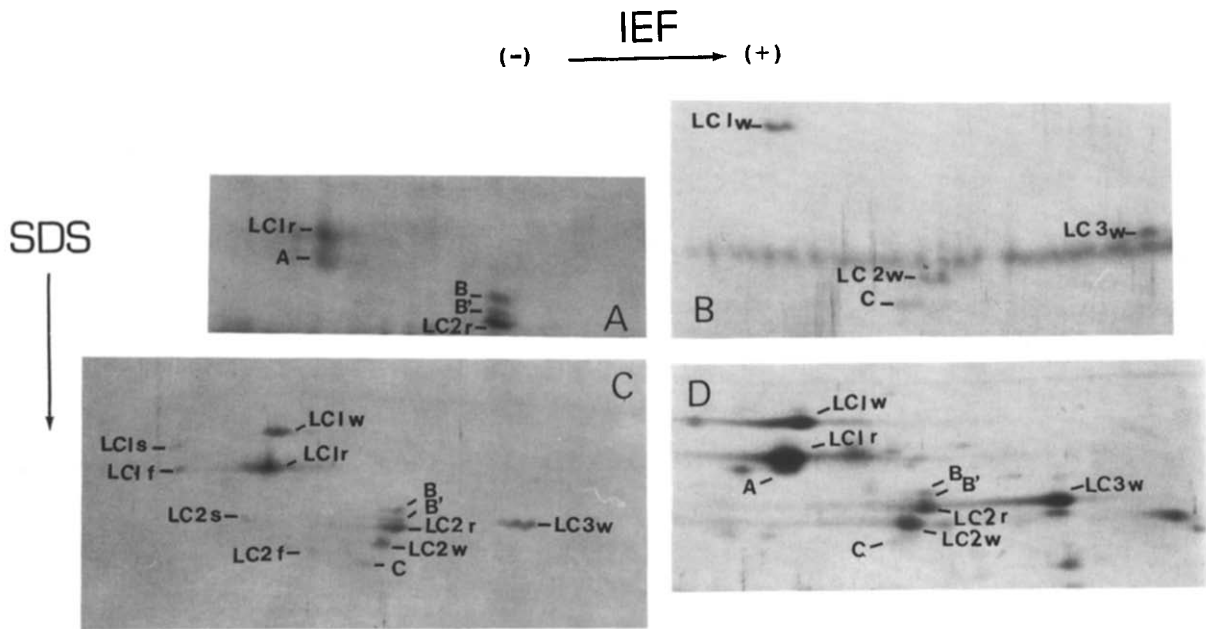 IEF
(-) (+)
SDS
LC1r
A
B
B'
LC2r
A
LC1w
LC3w
LC2w
C
B
C
LC1w
LC1s
LC1r
LC1f
B
B'
LC2s
LC2r
LC3w
LC2f
LC2w
C
D
LC1w
LC1r
A
B
B'
LC3w
LC2r
LC2w
C